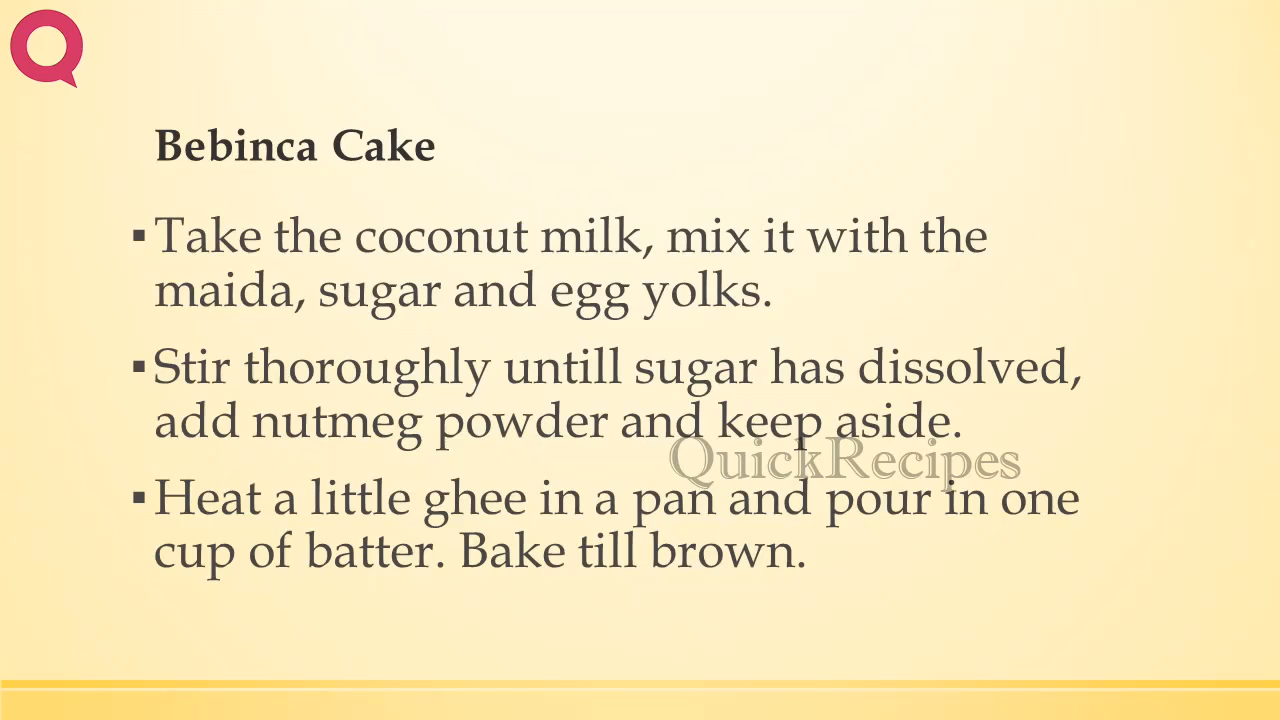 Bebinca Cake
▪Take the coconut milk, mix it with the
maida, sugar and egg yolks.
▪Stir thoroughly untill sugar has dissolved,
add nutmeg powder and keep aside.
QuickRecipes
▪Heat a little ghee in a pan and pour in one
cup of batter. Bake till brown.